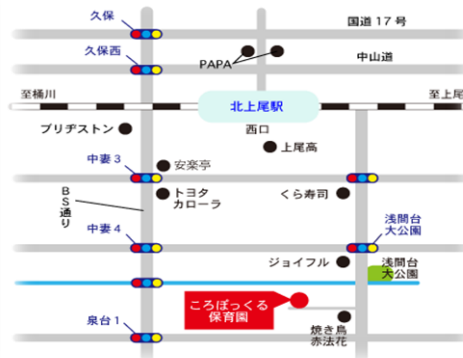 久保
国道17号
久保西
PAPA
中山道
至桶川
北上尾駅
至上尾
ブリヂストン
西口
上尾高
中妻3
安楽亭
BS通り
トヨタ
カローラ
くら寿司
中妻4
浅間台
大公園
ジョイフル
浅間台
大公園
ころぽっくる
保育園
泉台1
焼き鳥
赤法花